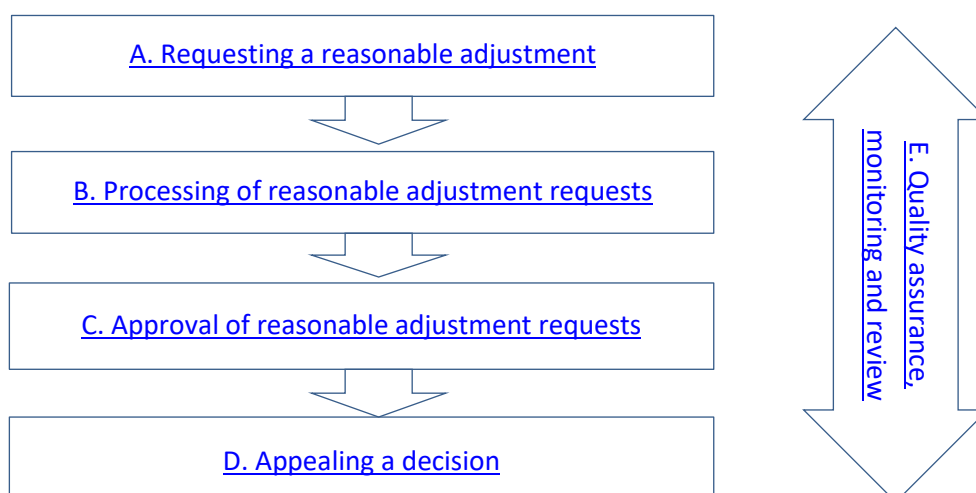 A. Requesting a reasonable adjustment
B. Processing of reasonable adjustment requests
C. Approval of reasonable adjustment requests
D. Appealing a decision
E. Quality assurance,
monitoring and review